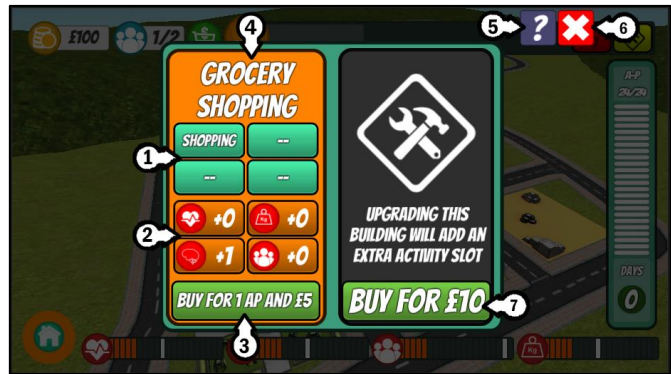 4
5
?
6
£100
1/2
GROCERY
SHOPPING
A-P
24/24
1
SHOPPING
--
--
--
2
+0
Kg
+0
+1
+0
UPGRADING THIS
BUILDING WILL ADD AN
EXTRA ACTIVITY SLOT
BUY FOR 1 AP AND £5
BUY FOR £10
7
3
DAYS
0
Kg